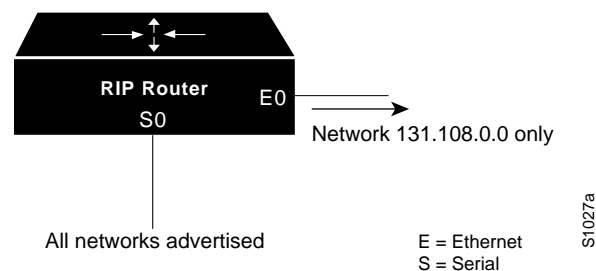 RIP Router
E0
S0
Network 131.108.0.0 only
All networks advertised
E = Ethernet
S = Serial
S1027a